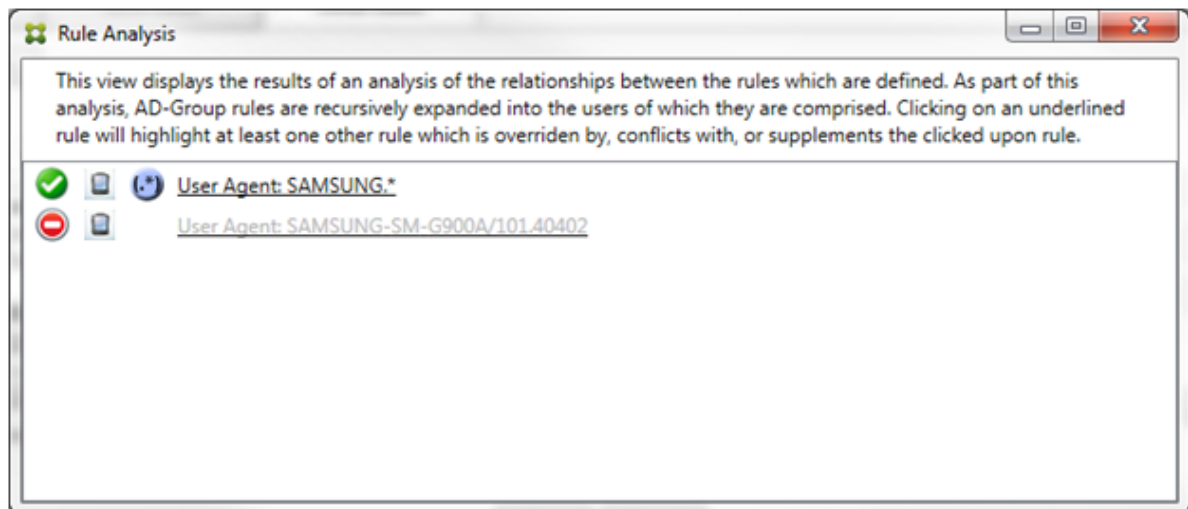 Rule Analysis
This view displays the results of an analysis of the relationships between the rules which are defined. As part of this
analysis, AD-Group rules are recursively expanded into the users of which they are comprised. Clicking on an underlined
rule will highlight at least one other rule which is overriden by, conflicts with, or supplements the clicked upon rule.
(.*) User Agent: SAMSUNG.*
User Agent: SAMSUNG-SM-G900A/101.40402